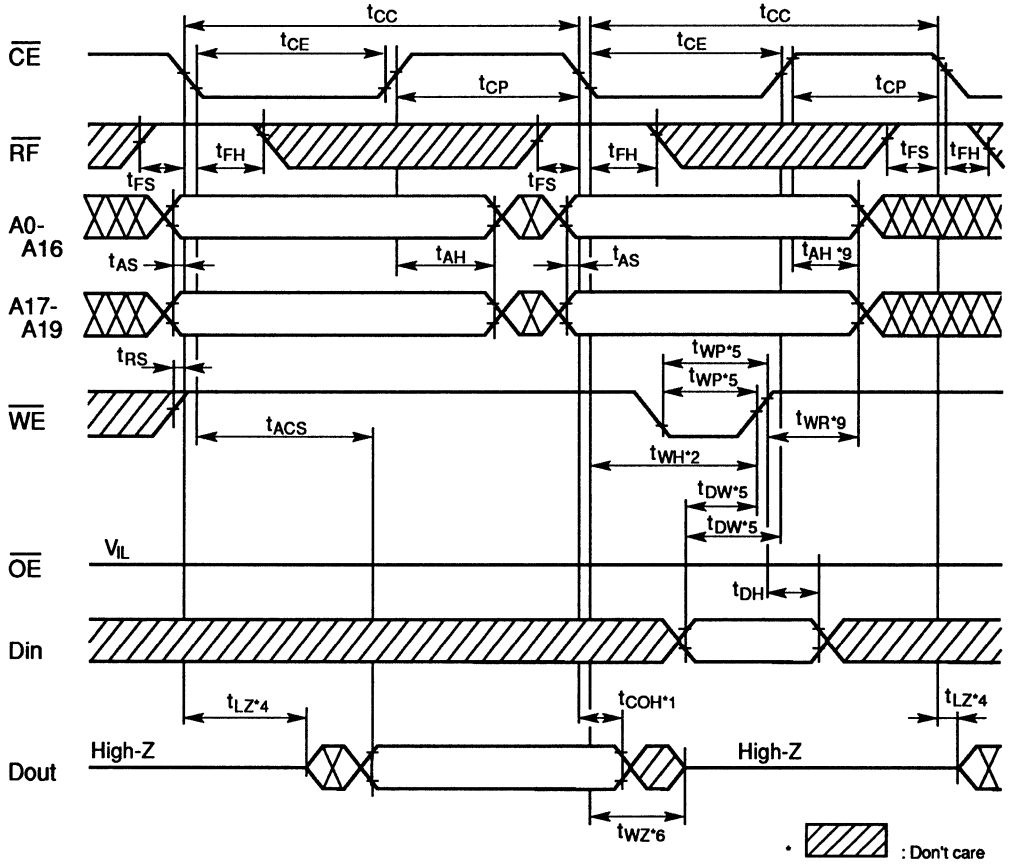 tCC tCC
CE tCE tCE
tCP tCP
RF tFS tFH tFS tFH tFS tFH
A0-
A16
tAS tAH tAS tAH*9
A17-
A19
tRS tWP*5
tWP*5
WE tACS tWR*9
tWH*2
tDW*5
tDW*5
VIL
OE
tDH
Din
tLZ*4 tCOH*1 tLZ*4
High-Z High-Z
Dout
tWZ*6
* : Don't care